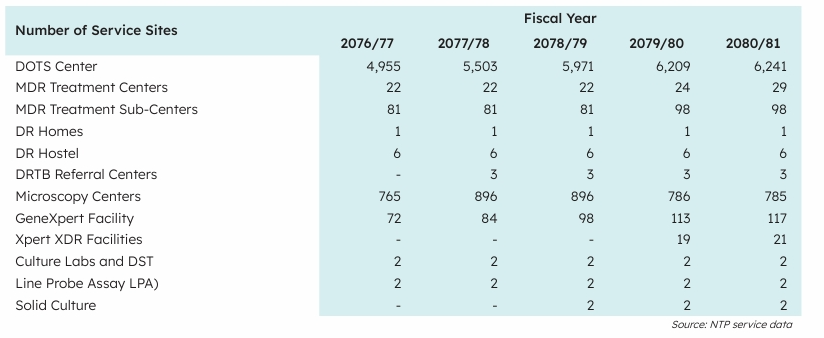 Number of Service Sites
Fiscal Year
2076/77 2077/78 2078/79 2079/80 2080/81
DOTS Center 4,955 5,503 5,971 6,209 6,241
MDR Treatment Centers 22 22 22 24 29
MDR Treatment Sub-Centers 81 81 81 98 98
DR Homes 1 1 1 1 1
DR Hostel 6 6 6 6 6
DRTB Referral Centers - 3 3 3 3
Microscopy Centers 765 896 896 786 785
GeneXpert Facility 72 84 98 113 117
Xpert XDR Facilities - - - 19 21
Culture Labs and DST 2 2 2 2 2
Line Probe Assay LPA) 2 2 2 2 2
Solid Culture - - 2 2 2
Source: NTP service data